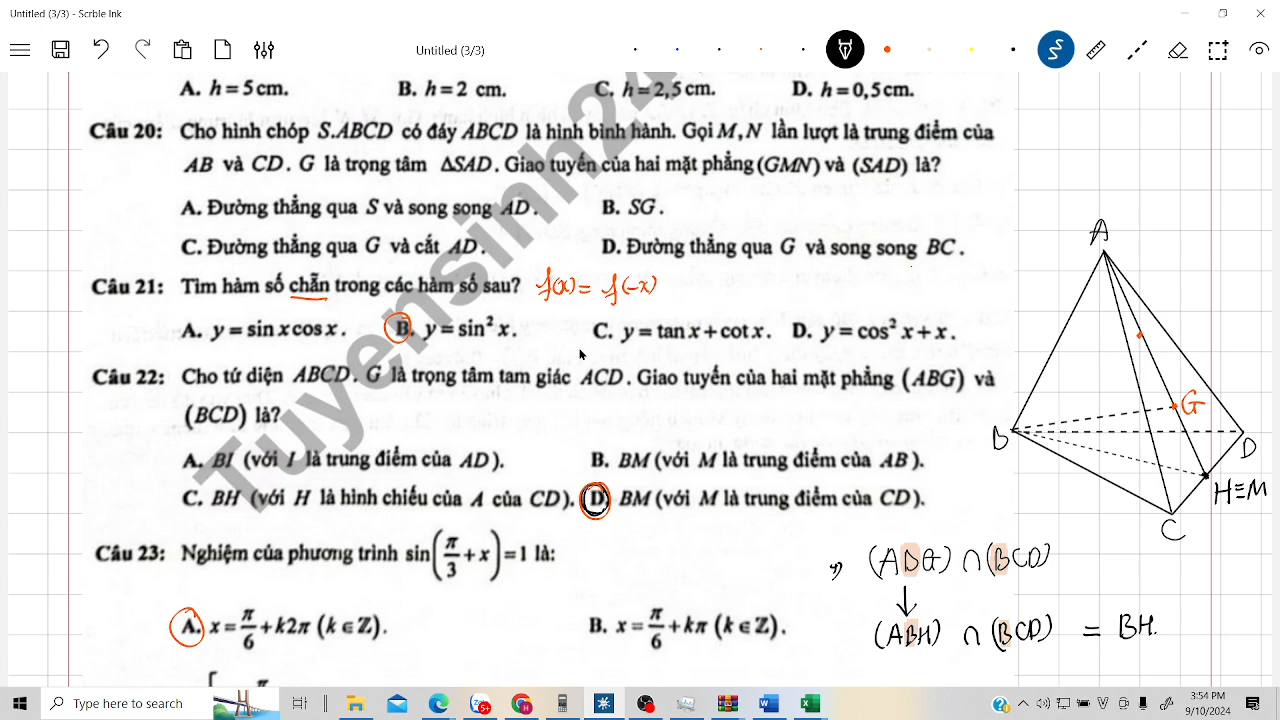 Untitled (3/3) - Scrble Ink
Untitled (3/3)
A. h = 5 cm. B. h = 2 cm. C. h = 2,5 cm. D. h = 0,5 cm.
Câu 20: Cho hình chóp S.ABCD có đáy ABCD là hình bình hành. Gọi M, N lần lượt là trung điểm của
AB và CD. G là trọng tâm ΔSAD. Giao tuyến của hai mặt phẳng (GMN) và (SAD) là?
A. Đường thẳng qua S và song song AD. B. SG.
C. Đường thẳng qua G và cắt AD. D. Đường thẳng qua G và song song BC.
Câu 21: Tìm hàm số chẵn trong các hàm số sau? f(x) = f(-x)
A. y = sin x cos x. B. y = sin² x. C. y = tan x + cot x. D. y = cos² x + x.
Câu 22: Cho tứ diện ABCD. G là trọng tâm tam giác ACD. Giao tuyến của hai mặt phẳng (ABG) và
(BCD) là?
A. BI (với I là trung điểm của AD). B. BM (với M là trung điểm của AB).
C. BH (với H là hình chiếu của A của CD). D. BM (với M là trung điểm của CD).
Câu 23: Nghiệm của phương trình sin(π/3 + x) = 1 là:
A. x = π/6 + k2π (k ∈ ℤ). B. x = π/6 + kπ (k ∈ ℤ).
π
Tuyensinh24
A
G
B
D
H≡M
C
(ABG) ∩ (BCD)
↓
(ABH) ∩ (BCD) = BH.
Type here to search
5+
3:54 PM
9/10/2024